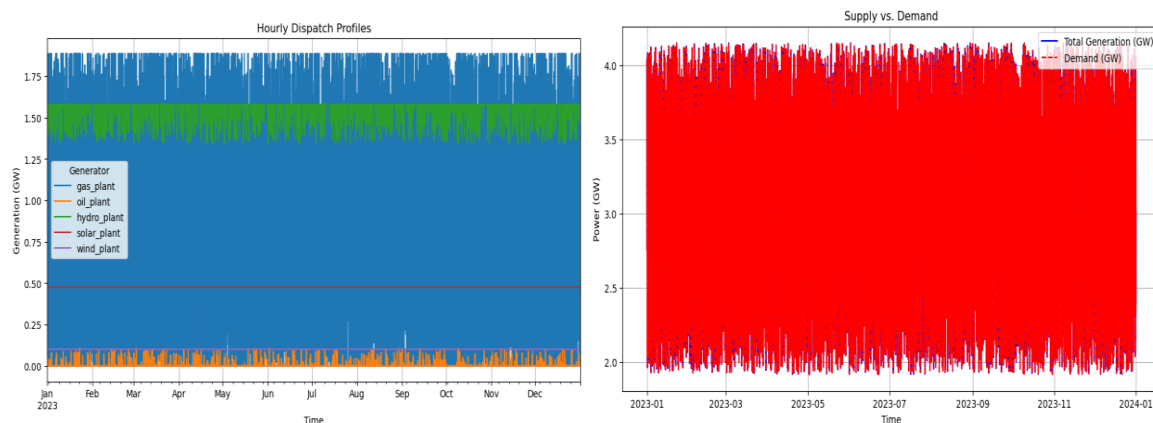 Hourly Dispatch Profiles
Generation (GW)
1.75
1.50
1.25
1.00
0.75
0.50
0.25
0.00
Generator
gas_plant
oil_plant
hydro_plant
solar_plant
wind_plant
Jan Feb Mar Apr May Jun Jul Aug Sep Oct Nov Dec
2023
Time
Supply vs. Demand
Power (GW)
4.0
3.5
3.0
2.5
2.0
Total Generation (GW)
Demand (GW)
2023-01 2023-03 2023-05 2023-07 2023-09 2023-11 2024-01
Time